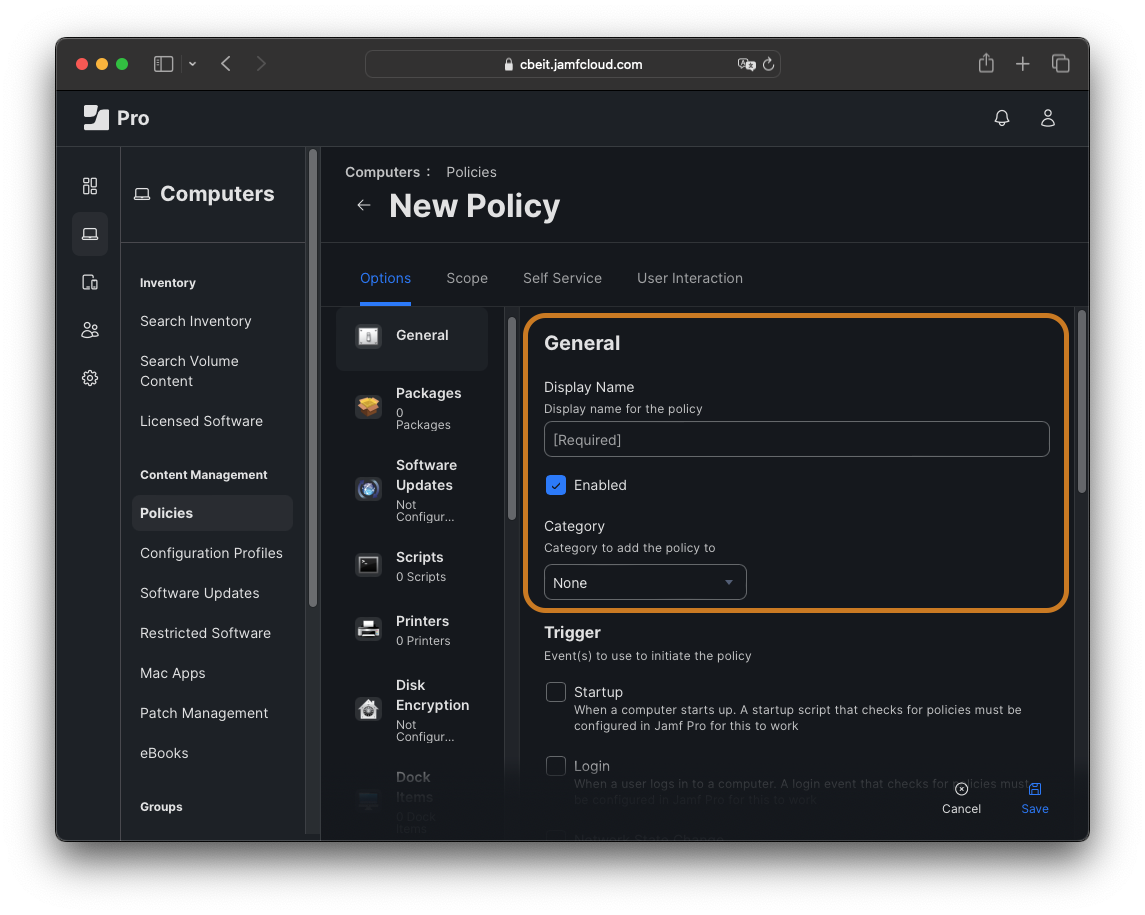 cbeit.jamfcloud.com
Pro
Computers
Inventory
Search Inventory
Search Volume
Content
Licensed Software
Content Management
Policies
Configuration Profiles
Software Updates
Restricted Software
Mac Apps
Patch Management
eBooks
Groups
Computers : Policies
New Policy
Options Scope Self Service User Interaction
General
Packages
0
Packages
Software
Updates
Not
Configur...
Scripts
0 Scripts
Printers
0 Printers
Disk
Encryption
Not
Configur...
Dock
Items
0 Dock
Items
General
Display Name
Display name for the policy
[Required]
Enabled
Category
Category to add the policy to
None
Trigger
Event(s) to use to initiate the policy
Startup
When a computer starts up. A startup script that checks for policies must be
configured in Jamf Pro for this to work
Login
When a user logs in to a computer. A login event that checks for policies must
be configured in Jamf Pro for this to work
Network State Change
Cancel Save